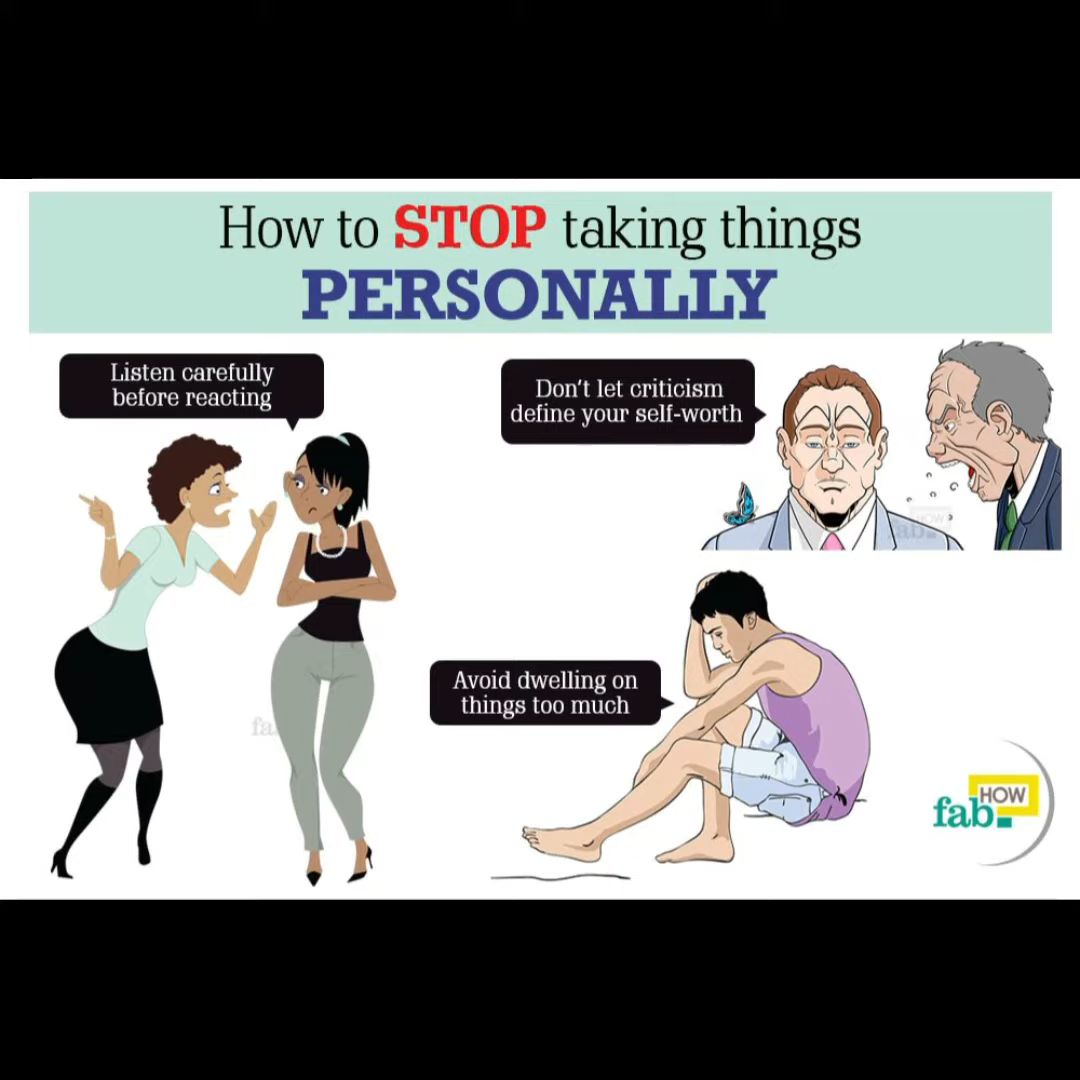 How to STOP taking things
PERSONALLY
Listen carefully
before reacting
Don't let criticism
define your self-worth
Avoid dwelling on
things too much
fab HOW